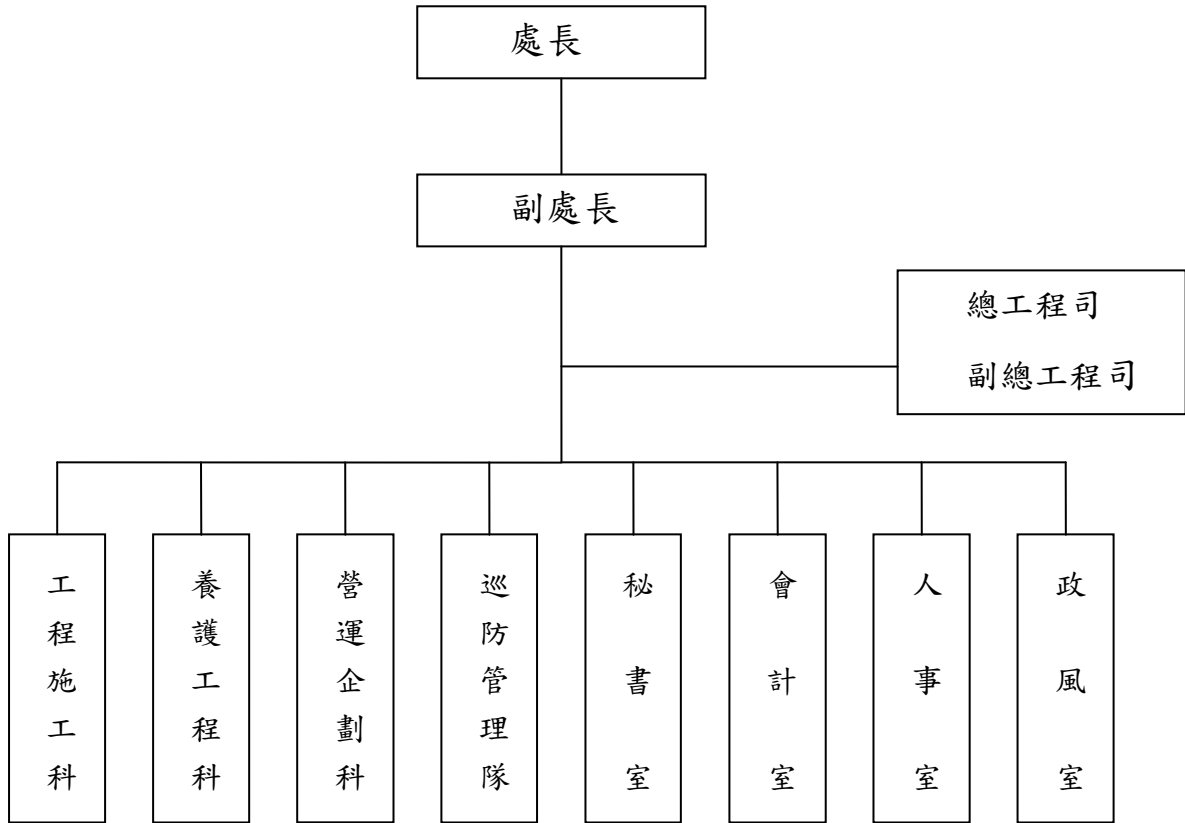 處長
副處長
總工程司
副總工程司
工程施工科
養護工程科
營運企劃科
巡防管理隊
秘書室
會計室
人事室
政風室